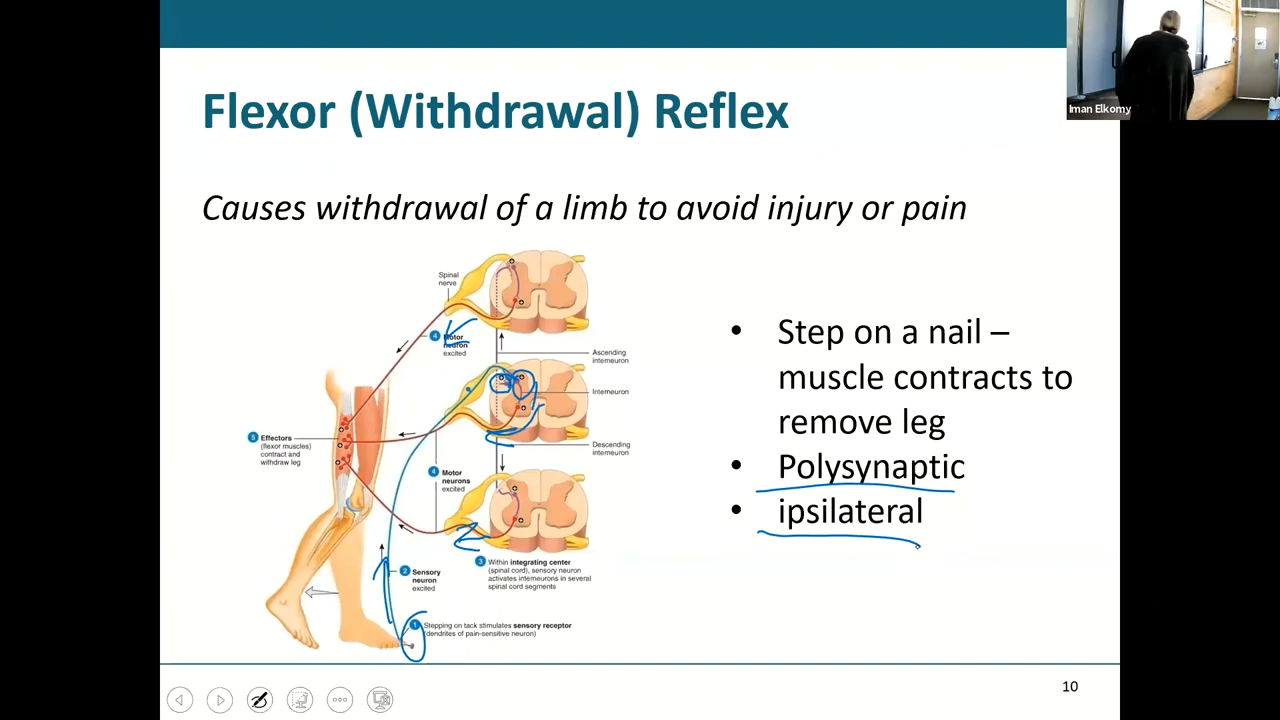 Iman Elkomy
Flexor (Withdrawal) Reflex
Causes withdrawal of a limb to avoid injury or pain
Spinal
nerve
4 Motor
neuron
excited
Ascending
interneuron
Interneuron
5 Effectors
(flexor muscles)
contract and
withdraw leg
Descending
interneuron
4 Motor
neurons
excited
2 Sensory
neuron
excited
3 Within integrating center
(spinal cord), sensory neuron
activates interneurons in several
spinal cord segments
1 Stepping on tack stimulates sensory receptor
(dendrites of pain-sensitive neuron)
• Step on a nail –
muscle contracts to
remove leg
• Polysynaptic
• ipsilateral
10